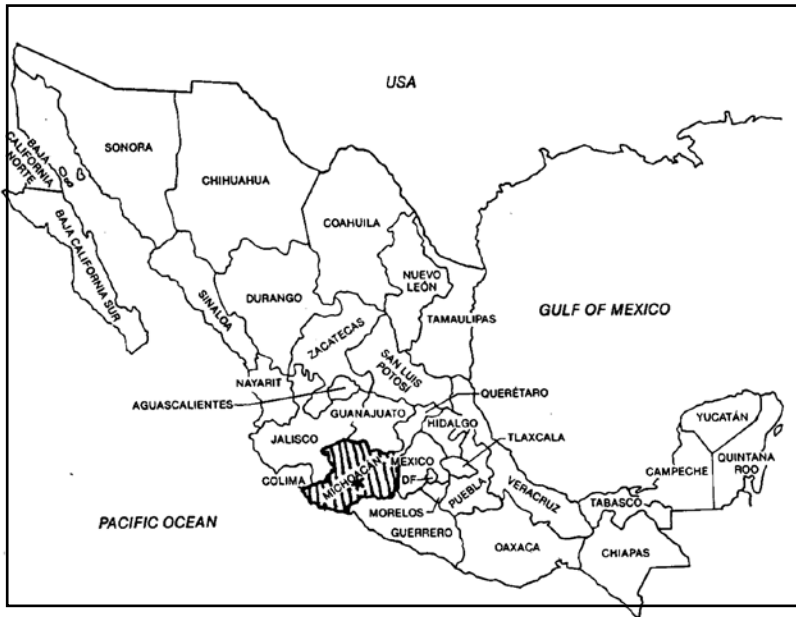 USA
SONORA
BAJA
CALIFORNIA
NORTE
CHIHUAHUA
COAHUILA
BAJA CALIFORNIA SUR
NUEVO
LEÓN
SINALOA
DURANGO
TAMAULIPAS
GULF OF MEXICO
ZACATECAS
SAN LUIS
POTOSI
NAYARIT
QUERÉTARO
AGUASCALIENTES
GUANAJUATO
HIDALGO
YUCATÁN
JALISCO
TLAXCALA
MEXICO
QUINTANA
ROO
CAMPECHE
COLIMA
MICHOACAN
DF
PUEBLA
VERACRUZ
TABASCO
MORELOS
PACIFIC OCEAN
GUERRERO
OAXACA
CHIAPAS